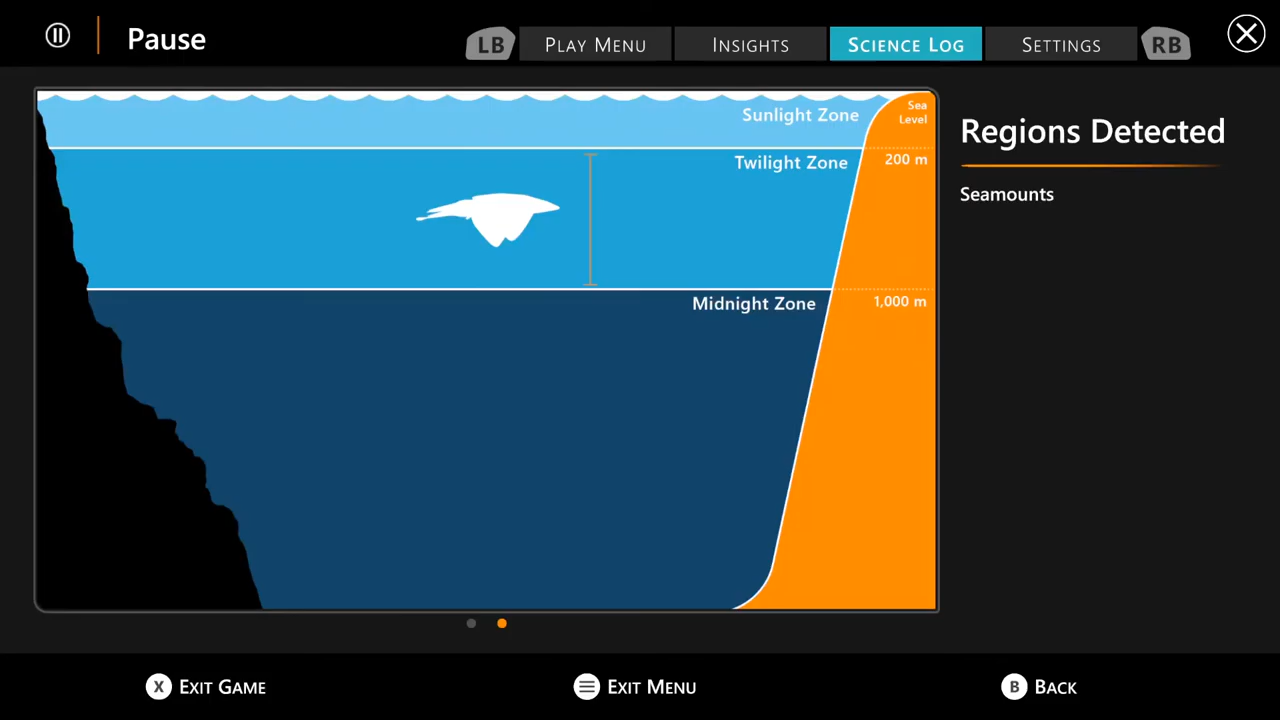 Pause
LB
PLAY MENU
INSIGHTS
SCIENCE LOG
SETTINGS
RB
Sunlight Zone
Sea
Level
Twilight Zone
200 m
Midnight Zone
1,000 m
Regions Detected
Seamounts
X EXIT GAME
EXIT MENU
B BACK